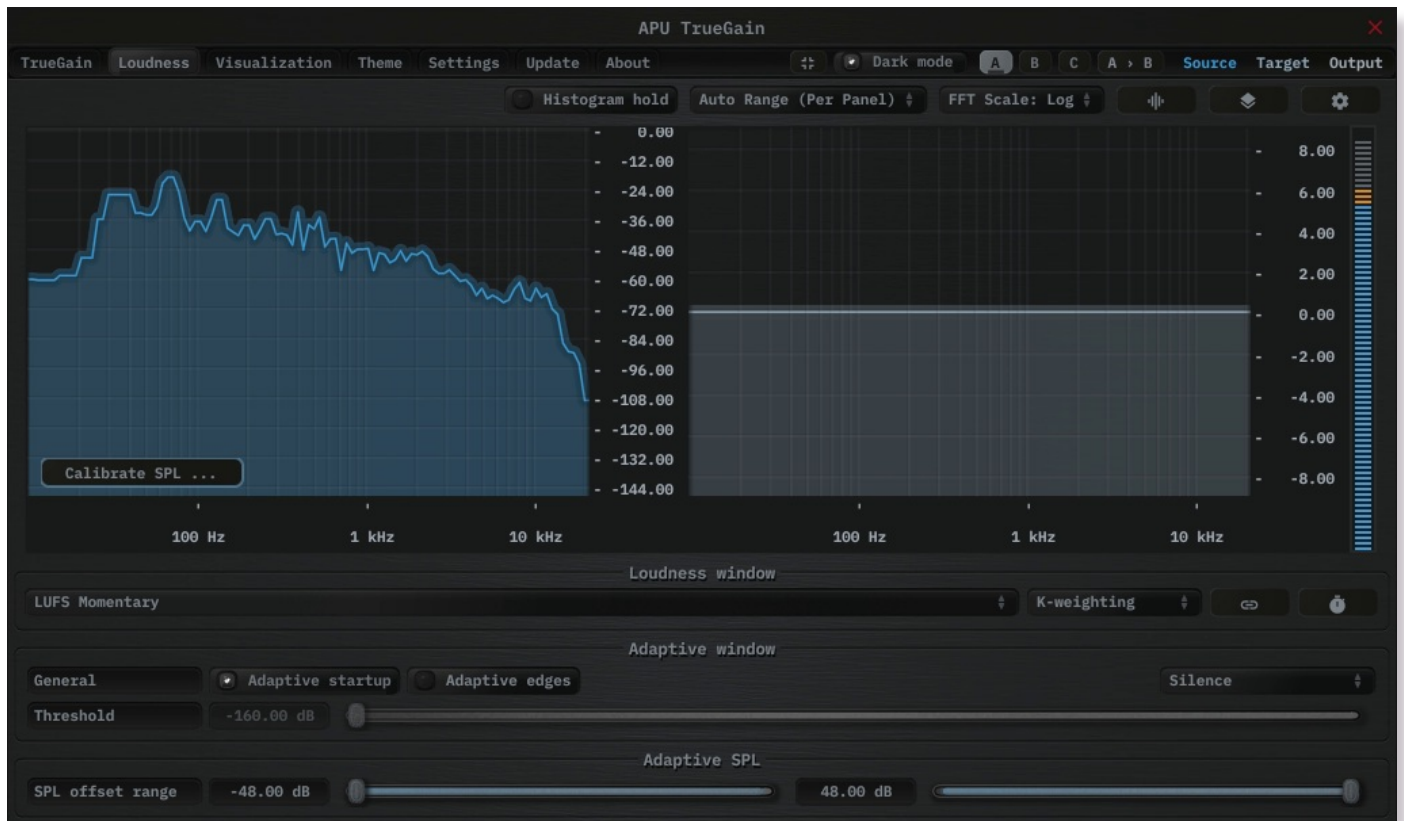 APU TrueGain
TrueGain Loudness Visualization Theme Settings Update About Dark mode A B C A › B Source Target Output
Histogram hold Auto Range (Per Panel) FFT Scale: Log
- 0.00
- -12.00
- -24.00
- -36.00
- -48.00
- -60.00
- -72.00
- -84.00
- -96.00
- -108.00
- -120.00
- -132.00
- -144.00
Calibrate SPL ...
100 Hz 1 kHz 10 kHz
- 8.00
- 6.00
- 4.00
- 2.00
- 0.00
- -2.00
- -4.00
- -6.00
- -8.00
100 Hz 1 kHz 10 kHz
Loudness window
LUFS Momentary K-weighting
Adaptive window
General Adaptive startup Adaptive edges Silence
Threshold -160.00 dB
Adaptive SPL
SPL offset range -48.00 dB 48.00 dB